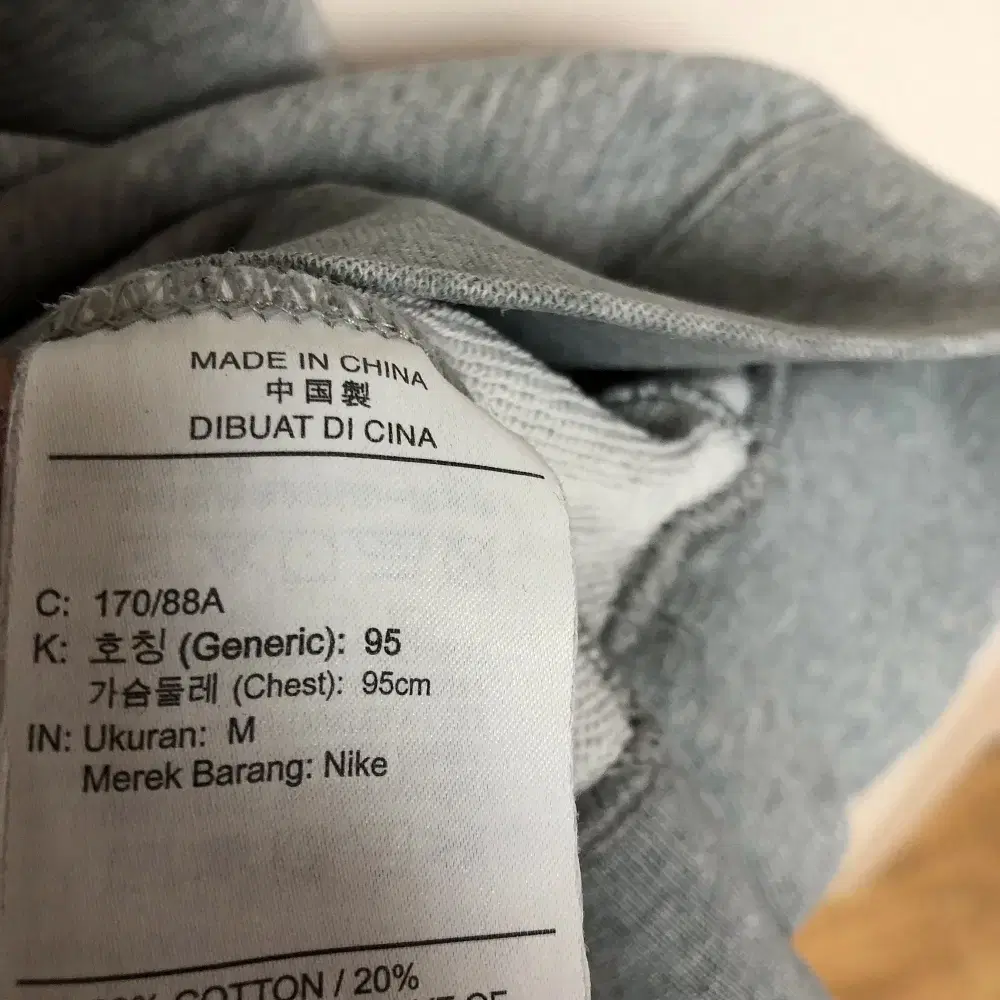 MADE IN CHINA
中国製
DIBUAT DI CINA
C: 170/88A
K: 호칭 (Generic): 95
가슴둘레 (Chest): 95cm
IN: Ukuran: M
Merek Barang: Nike
COTTON / 20%
OF